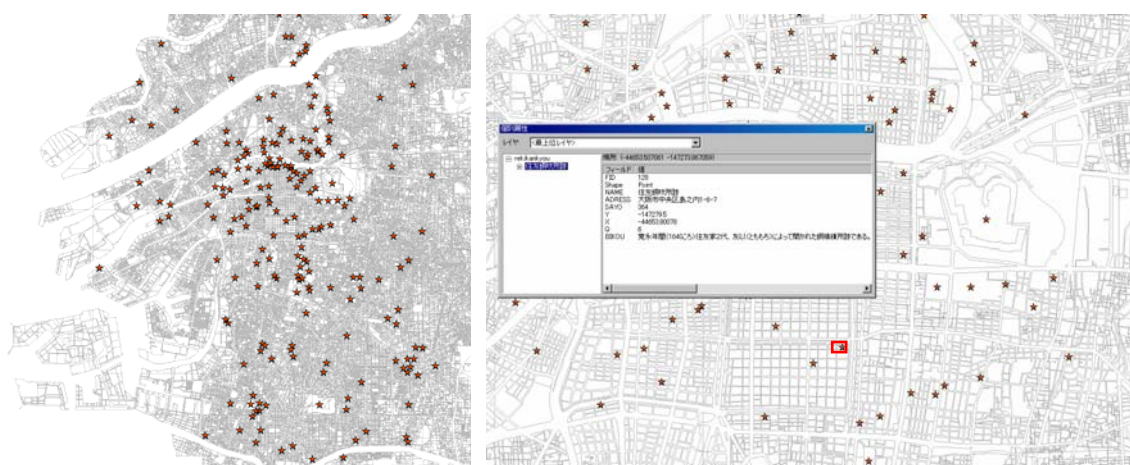 個別属性
レイヤ: <最上位レイヤ>
rekikankyou
住友銅吹所跡
場所: (-44653.507061 -147273.967059)
フィールド 値
FID 128
Shape Point
NAME 住友銅吹所跡
ADRESS 大阪市中央区島之内1-6-7
SAYO 364
Y -147279.5
X -44653.80078
Q 6
BIKOU 寛永年間(1640ごろ)住友家2代、友以(とももち)によって開かれた銅精錬所跡である。